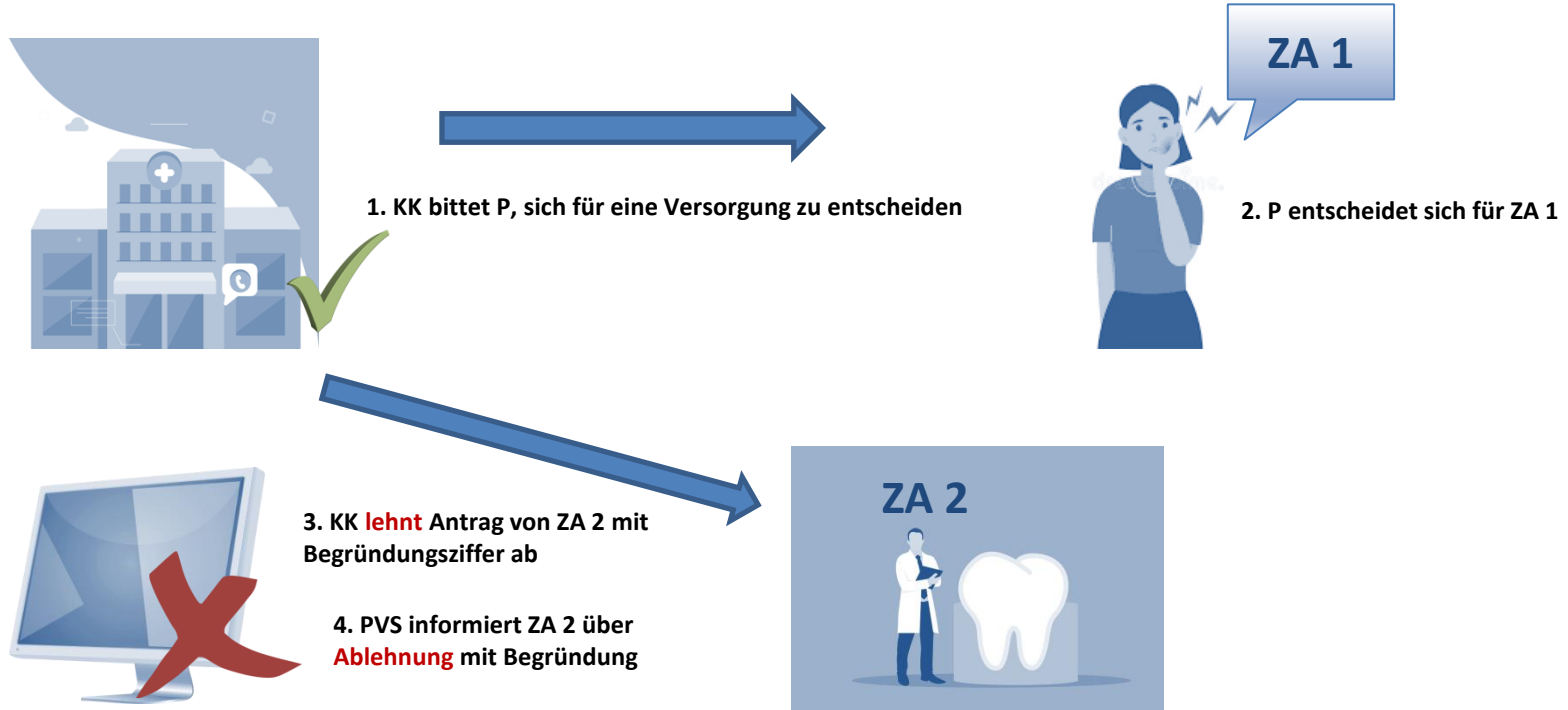 ZA 1
1. KK bittet P, sich für eine Versorgung zu entscheiden
2. P entscheidet sich für ZA 1
ZA 2
3. KK lehnt Antrag von ZA 2 mit
Begründungsziffer ab
4. PVS informiert ZA 2 über
Ablehnung mit Begründung